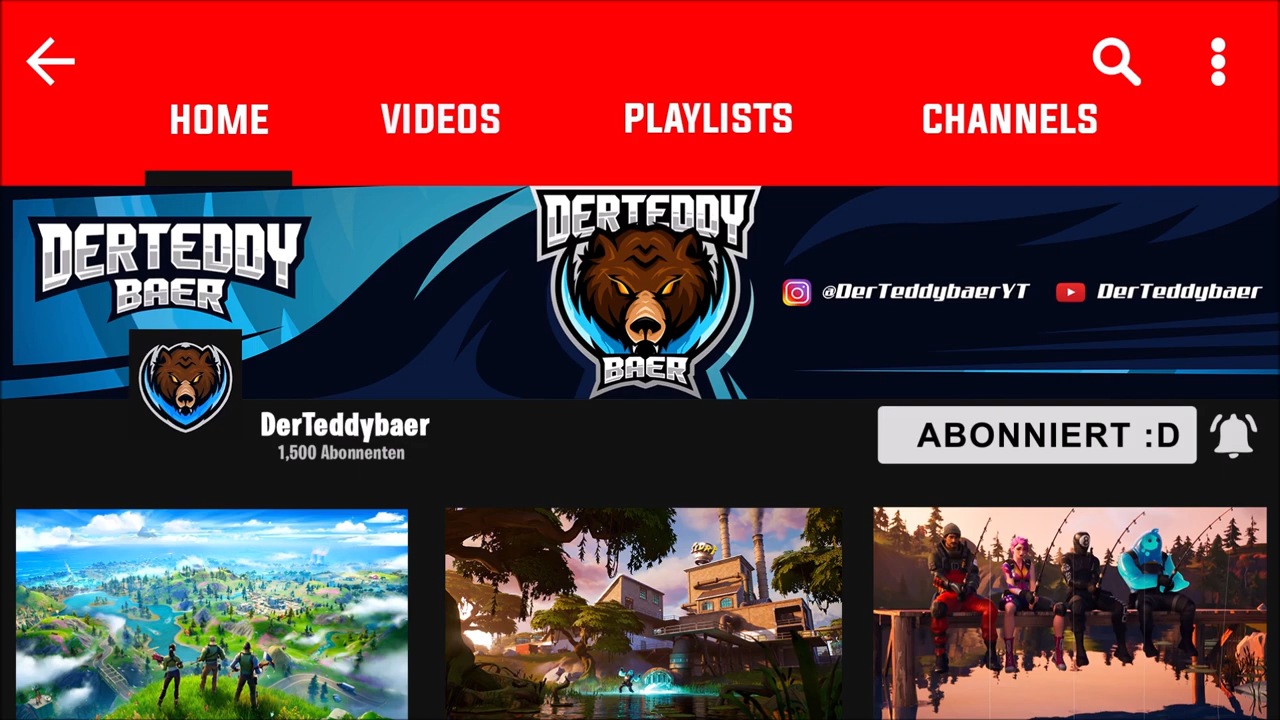 HOME
VIDEOS
PLAYLISTS
CHANNELS
DERTEDDY
BAER
DERTEDDY
BAER
@DerTeddybaerYT
DerTeddybaer
DerTeddybaer
1,500 Abonnenten
ABONNIERT :D